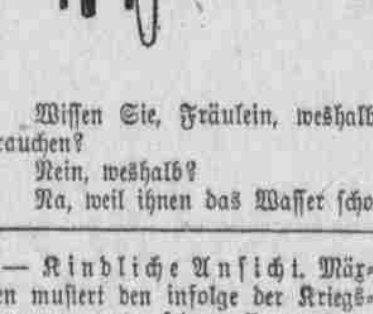 Wissen Sie, Fräulein, weshalb
rauchen?
Nein, weshalb?
Na, weil ihnen das Wasser scho
— Kindliche Ansicht. Mäx-
en mustert den infolge der Kriegs-